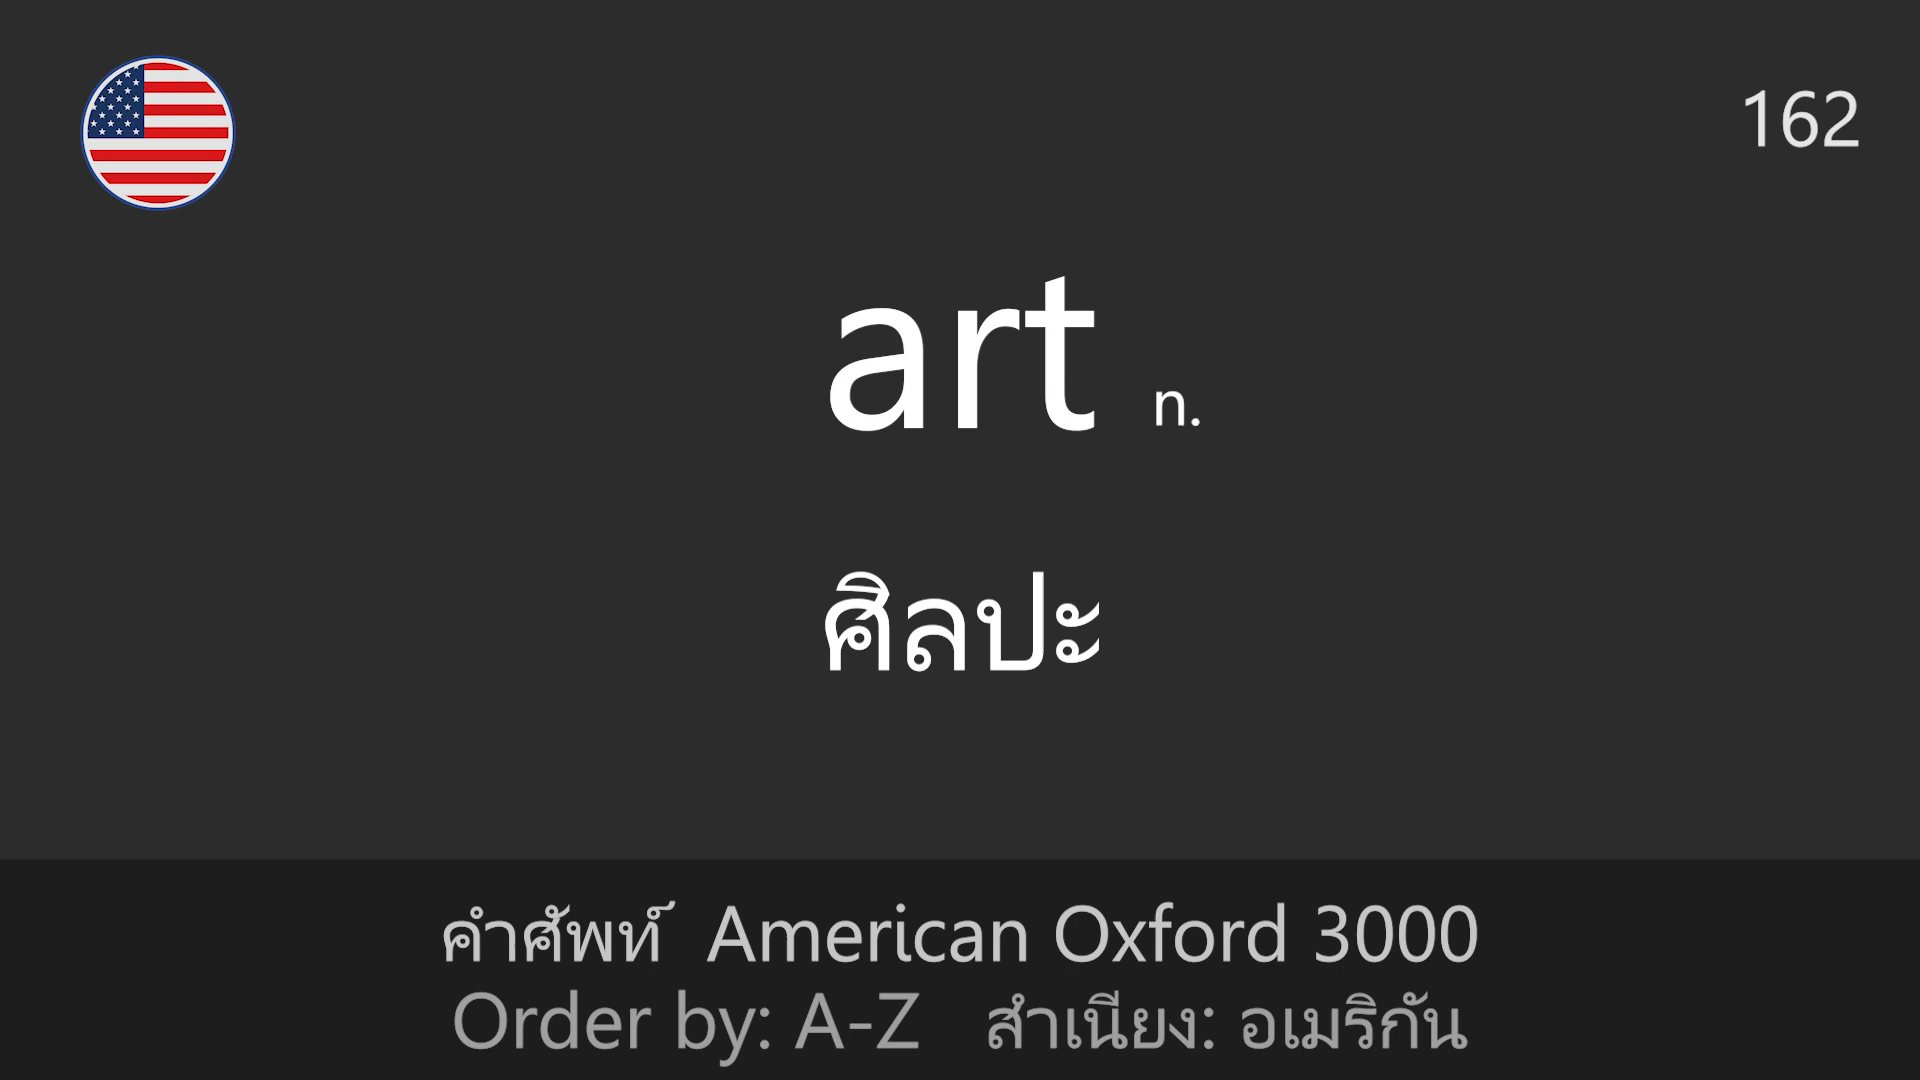 162
art n.
ศิลปะ
คำศัพท์ American Oxford 3000
Order by: A-Z สำเนียง: อเมริกัน